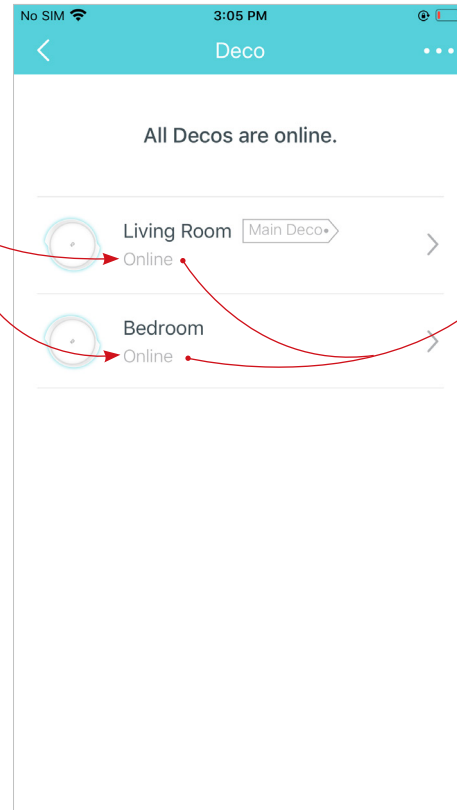 No SIM 3:05 PM
Deco
All Decos are online.
Living Room Main Deco
Online
Bedroom
Online